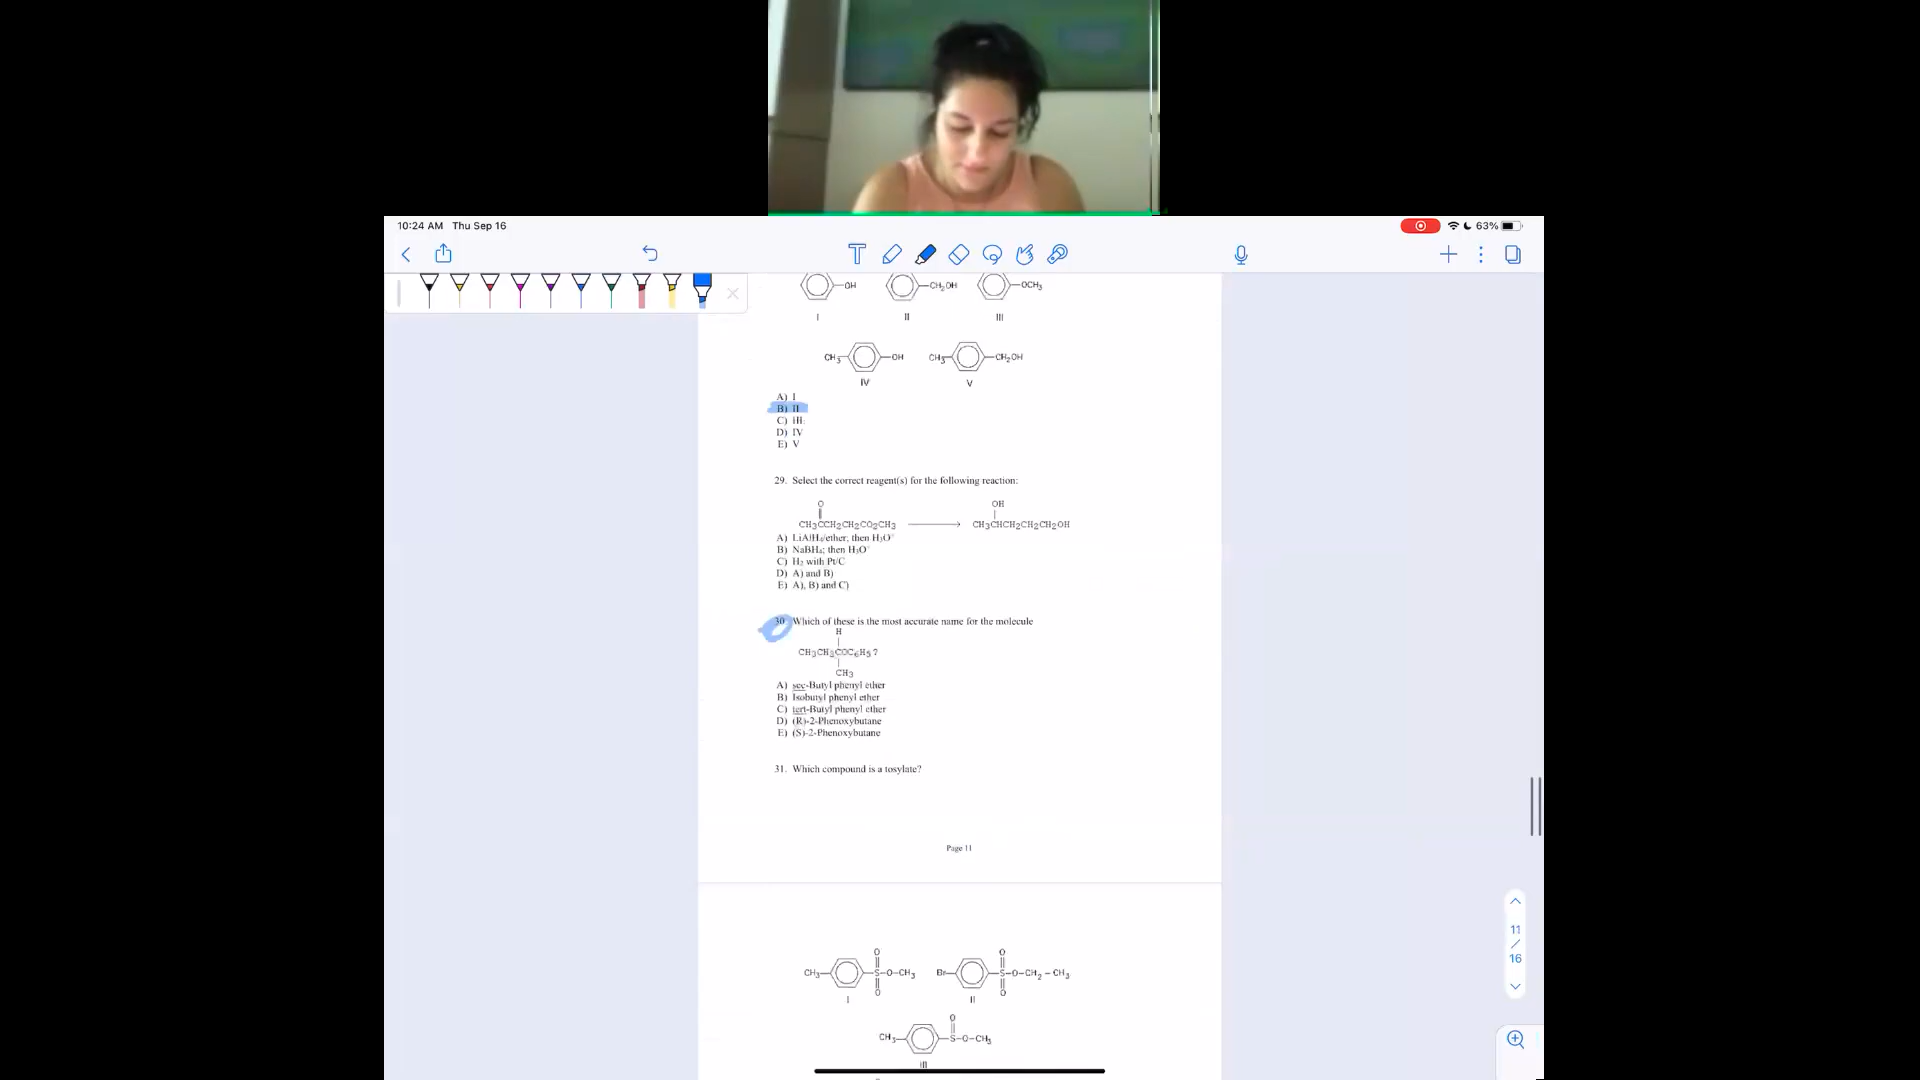 10:24 AM Thu Sep 16
63%
OH
CH2OH
OCH3
I
II
III
CH3 OH
CH3 CH2OH
IV
V
A) I
B) II
C) III
D) IV
E) V
29. Select the correct reagent(s) for the following reaction:
O
OH
CH3CCH2CH2CO2CH3
CH3CHCH2CH2CH2OH
A) LiAlH4/ether; then H3O+
B) NaBH4; then H3O+
C) H2 with Pt/C
D) A) and B)
E) A), B) and C)
30. Which of these is the most accurate name for the molecule
H
CH3CH2COC6H5?
CH3
A) sec-Butyl phenyl ether
B) Isobutyl phenyl ether
C) tert-Butyl phenyl ether
D) (R)-2-Phenoxybutane
E) (S)-2-Phenoxybutane
31. Which compound is a tosylate?
Page 11
O
O
CH3 S-O-CH3
Br S-O-CH2-CH3
O
O
I
II
O
CH3 S-O-CH3
III
11
/
16